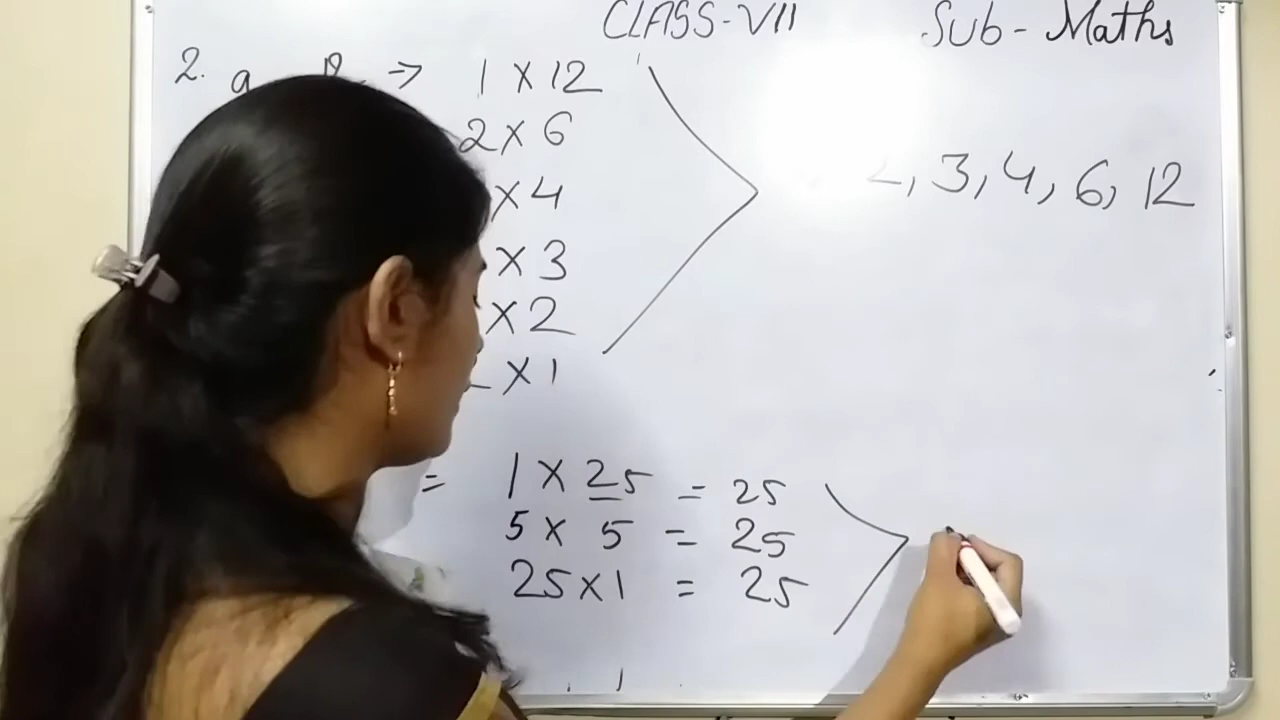 CLASS-VII Sub-Maths
2. a → 1 X 12
2 X 6
X 4
X 3
X 2
X 1
2, 3, 4, 6, 12
= 1 X 25 = 25
5 X 5 = 25
25 X 1 = 25